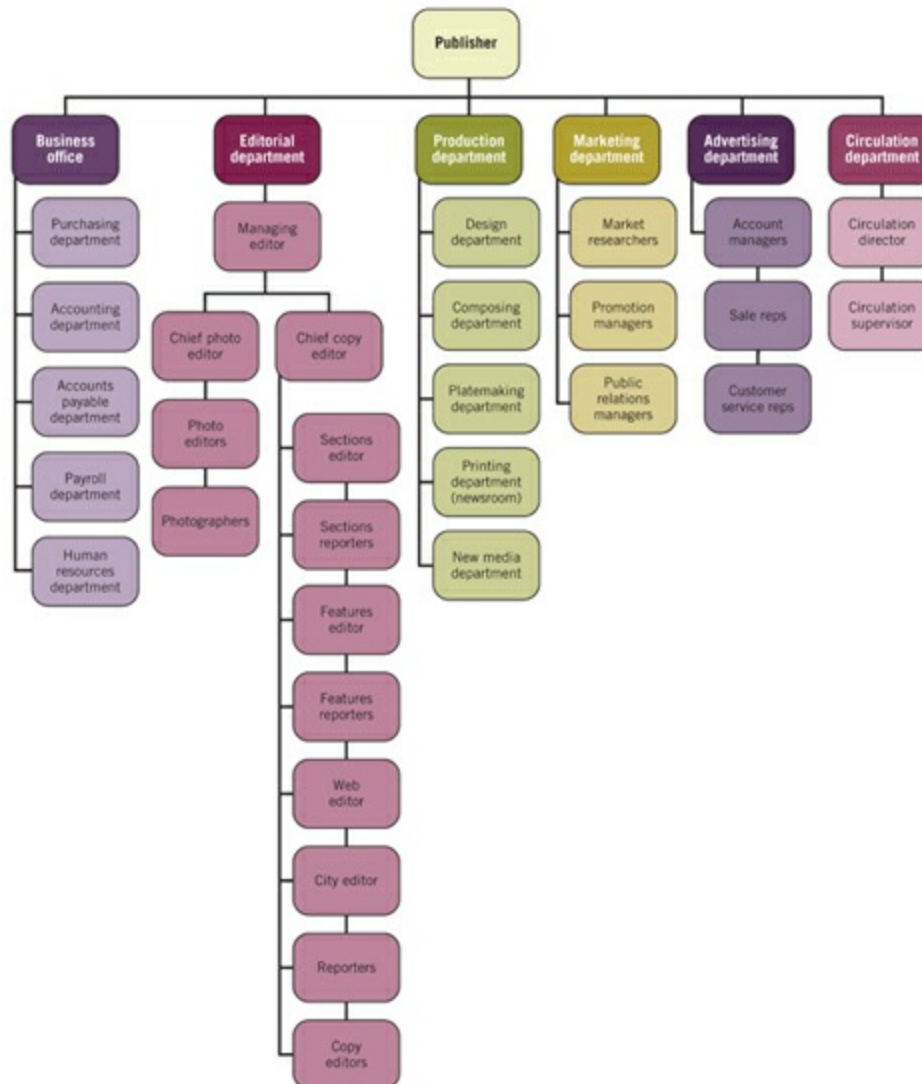 Publisher
Business
office
Editorial
department
Production
department
Marketing
department
Advertising
department
Circulation
department
Purchasing
department
Accounting
department
Accounts
payable
department
Payroll
department
Human
resources
department
Managing
editor
Chief photo
editor
Photo
editors
Photographers
Chief copy
editor
Sections
editor
Sections
reporters
Features
editor
Features
reporters
Web
editor
City editor
Reporters
Copy
editors
Design
department
Composing
department
Platemaking
department
Printing
department
(newsroom)
New media
department
Market
researchers
Promotion
managers
Public
relations
managers
Account
managers
Sale reps
Customer
service reps
Circulation
director
Circulation
supervisor